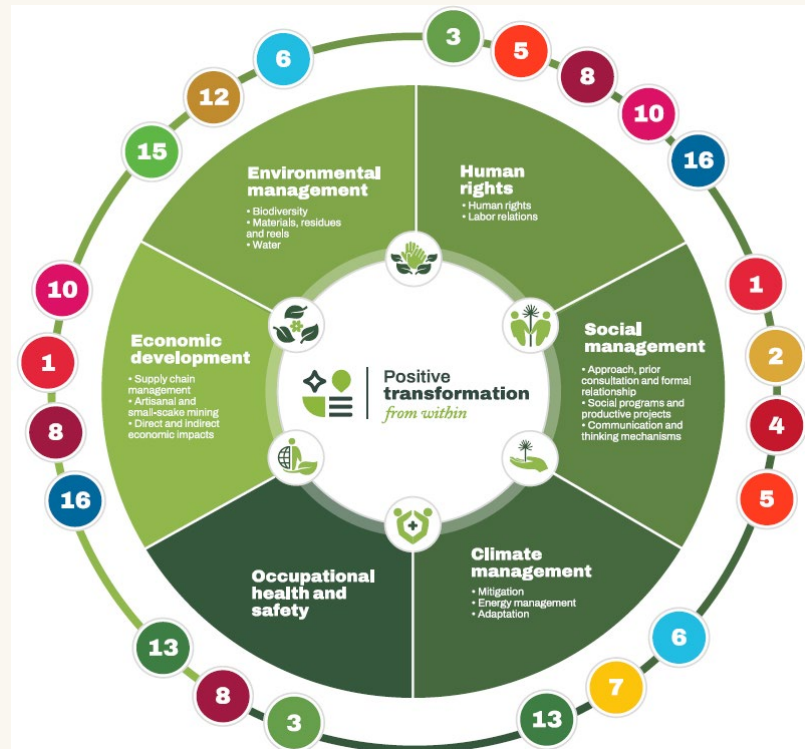 6
3
12
5
8
15
10
16
Environmental
management
• Biodiversity
• Materials, residues
and reels
• Water
Human
rights
• Human rights
• Labor relations
10
1
8
16
Economic
development
• Supply chain
management
• Artisanal and
small-scake mining
• Direct and indirect
economic impacts
Positive
transformation
from within
Social
management
• Approach, prior
consultation and formal
relationship
• Social programs and
productive projects
• Communication and
thinking mechanisms
1
2
4
5
Occupational
health and
safety
Climate
management
• Mitigation
• Energy management
• Adaptation
13
8
3
13
7
6